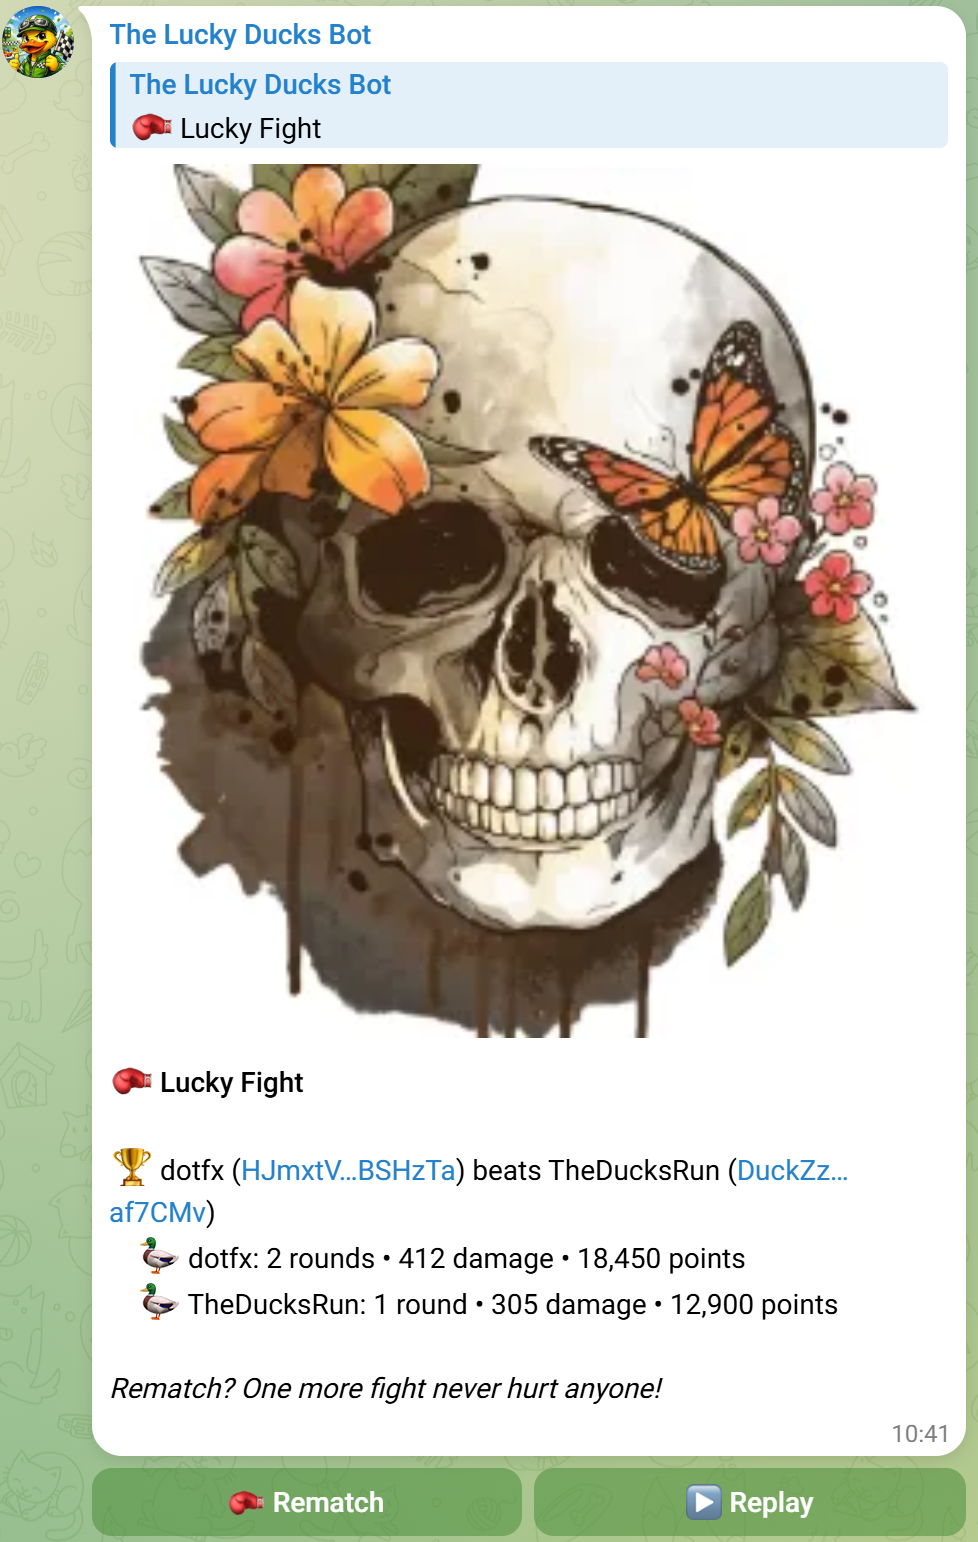 The Lucky Ducks Bot
The Lucky Ducks Bot
🥊 Lucky Fight
🥊 Lucky Fight
🏆 dotfx (HJmxtV...BSHzTa) beats TheDucksRun (DuckZz...
af7CMv)
🦆 dotfx: 2 rounds • 412 damage • 18,450 points
🦆 TheDucksRun: 1 round • 305 damage • 12,900 points
Rematch? One more fight never hurt anyone!
10:41
🥊 Rematch
▶️ Replay